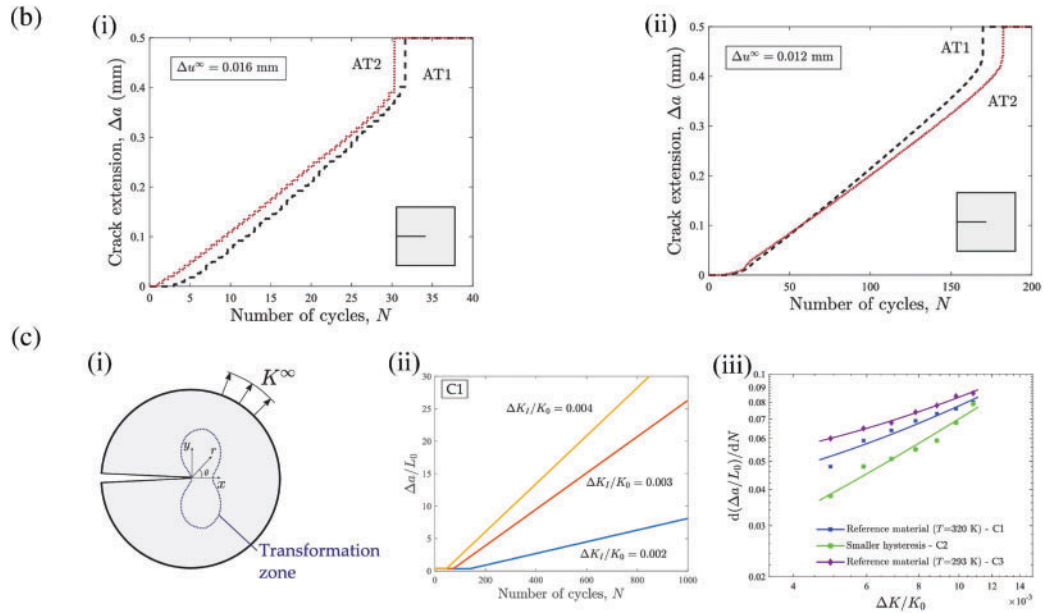 (b)
(i)
Crack extension, Δa (mm)
0.5
0.4
0.3
0.2
0.1
0
Δu∞ = 0.016 mm
AT2
AT1
0 5 10 15 20 25 30 35 40
Number of cycles, N
(ii)
Crack extension, Δa (mm)
0.5
0.4
0.3
0.2
0.1
0
Δu∞ = 0.012 mm
AT1
AT2
0 50 100 150 200
Number of cycles, N
(c)
(i)
K∞
y
r
θ
x
Transformation
zone
(ii)
Δa/L₀
30
25
20
15
10
5
0
C1
ΔK_I/K₀ = 0.004
ΔK_I/K₀ = 0.003
ΔK_I/K₀ = 0.002
0 200 400 600 800 1000
Number of cycles, N
(iii)
d(Δa/L₀)/dN
0.1
0.09
0.08
0.07
0.06
0.05
0.04
0.03
0.02
Reference material (T=320 K) - C1
Smaller hysteresis - C2
Reference material (T=293 K) - C3
4 6 8 10 12 14
×10⁻³
ΔK/K₀